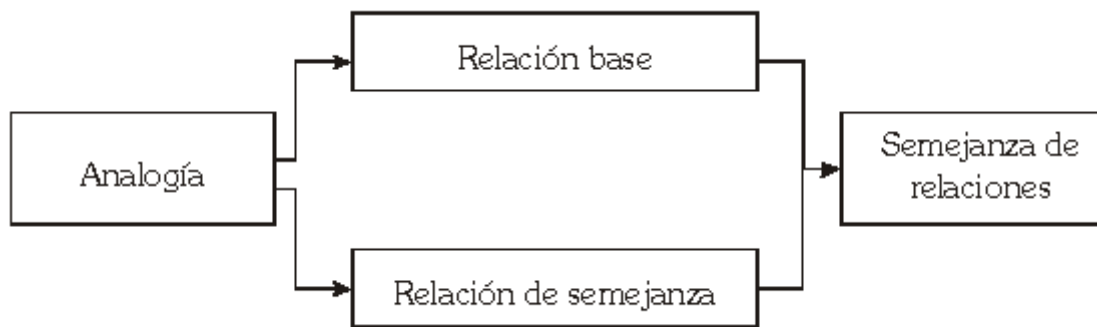 Relación base
Analogía
Semejanza de
relaciones
Relación de semejanza